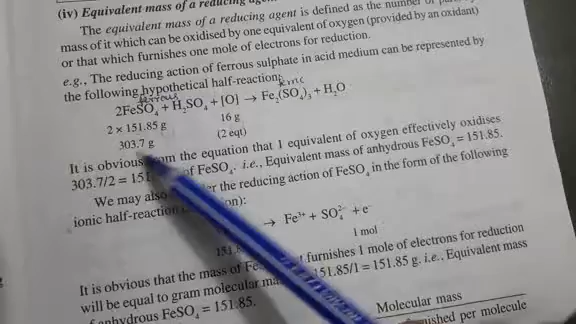 (iv) Equivalent mass of a reducing
The equivalent mass of a reducing agent is defined as the number of
mass of it which can be oxidised by one equivalent of oxygen (provided by an oxidant)
or that which furnishes one mole of electrons for reduction.
e.g., The reducing action of ferrous sulphate in acid medium can be represented by
the following hypothetical half-reaction:
ferrous
2FeSO₄ + H₂SO₄ + [O] → Fe₂(SO₄)₃ + H₂O
2 × 151.85 g 16 g
303.7 g (2 eqt)
It is obvious from the equation that 1 equivalent of oxygen effectively oxidises
303.7/2 = 151 of FeSO₄. i.e., Equivalent mass of anhydrous FeSO₄ = 151.85.
We may also the reducing action of FeSO₄ in the form of the following
ionic half-reaction
→ Fe³⁺ + SO₄²⁻ + e⁻
1 mol
It is obvious that the mass of furnishes 1 mole of electrons for reduction
will be equal to gram molecular 151.85/1 = 151.85 g. i.e., Equivalent mass
anhydrous FeSO₄ = 151.85.
Molecular mass
per molecule